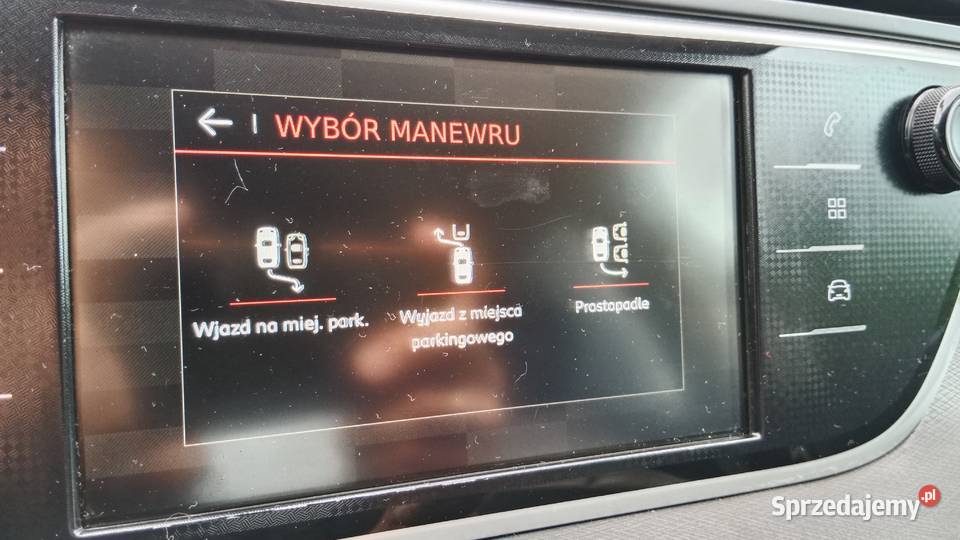 WYBÓR MANEWRU
Wjazd na miej. park.
Wyjazd z miejsca
parkingowego
Prostopadle
Sprzedajemy.pl